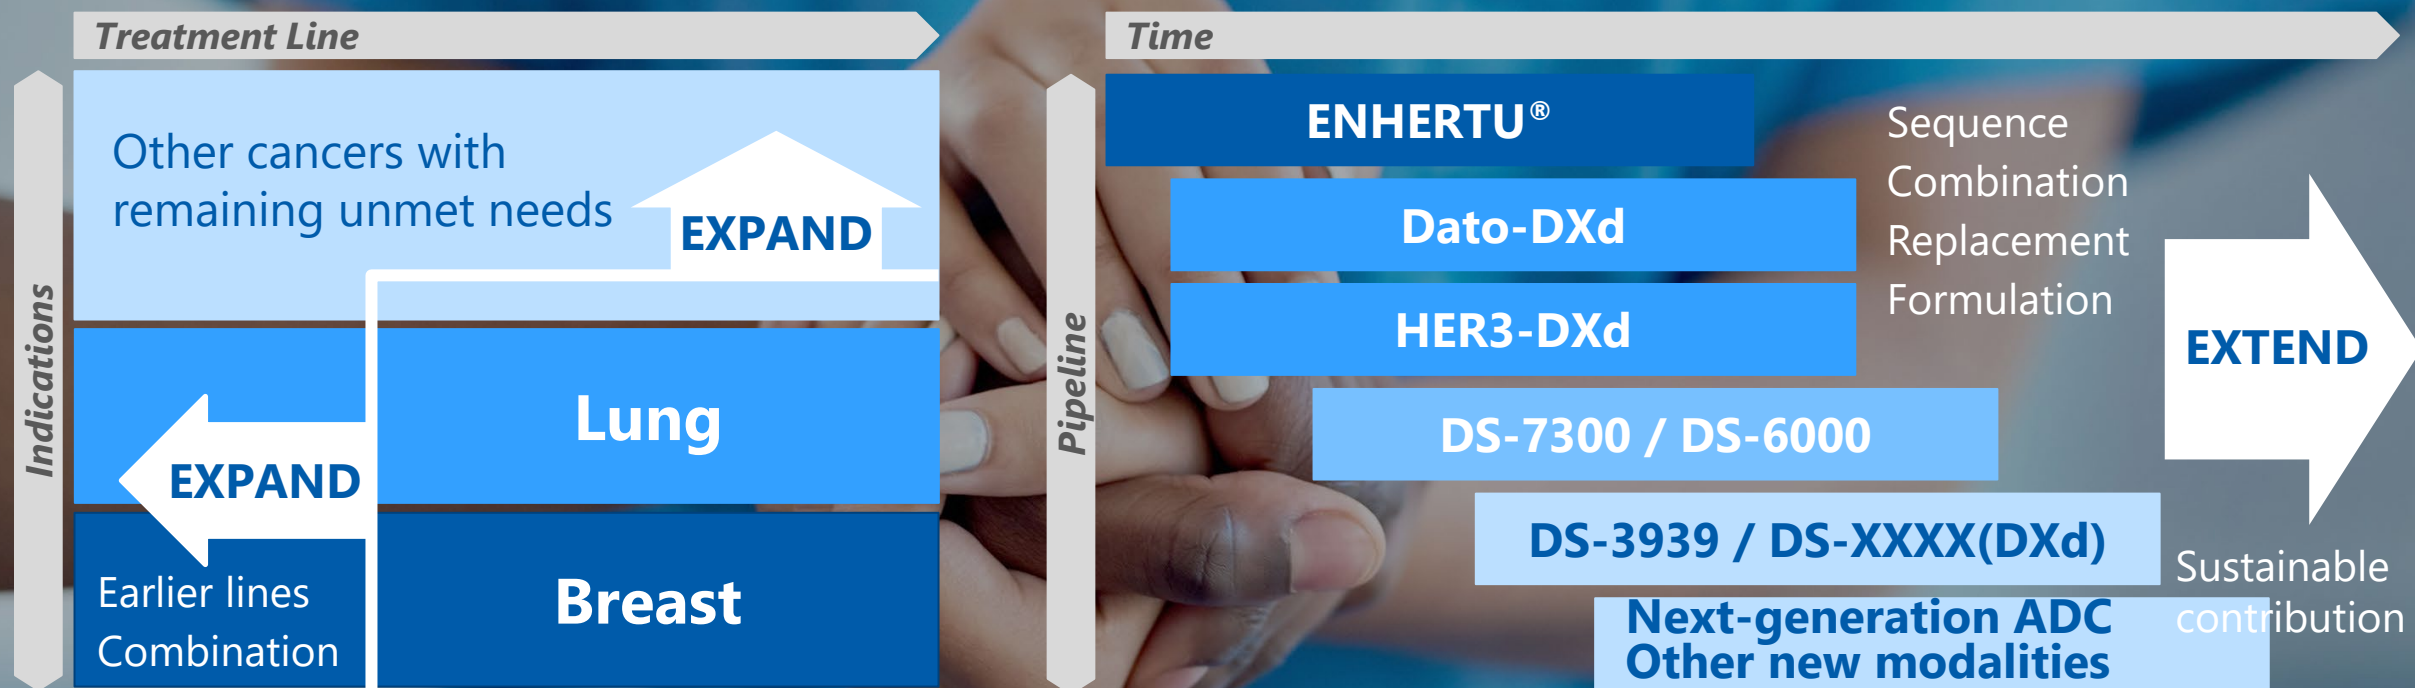 Treatment Line
Indications
Other cancers with
remaining unmet needs
EXPAND
Lung
EXPAND
Breast
Earlier lines
Combination
Time
Pipeline
ENHERTU®
Dato-DXd
HER3-DXd
DS-7300 / DS-6000
DS-3939 / DS-XXXX(DXd)
Next-generation ADC
Other new modalities
Sequence
Combination
Replacement
Formulation
EXTEND
Sustainable
contribution